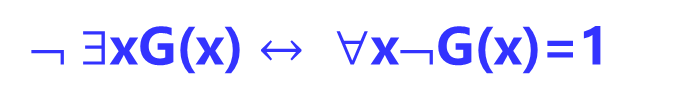 ¬ ∃xG(x) ↔ ∀x¬G(x)=1